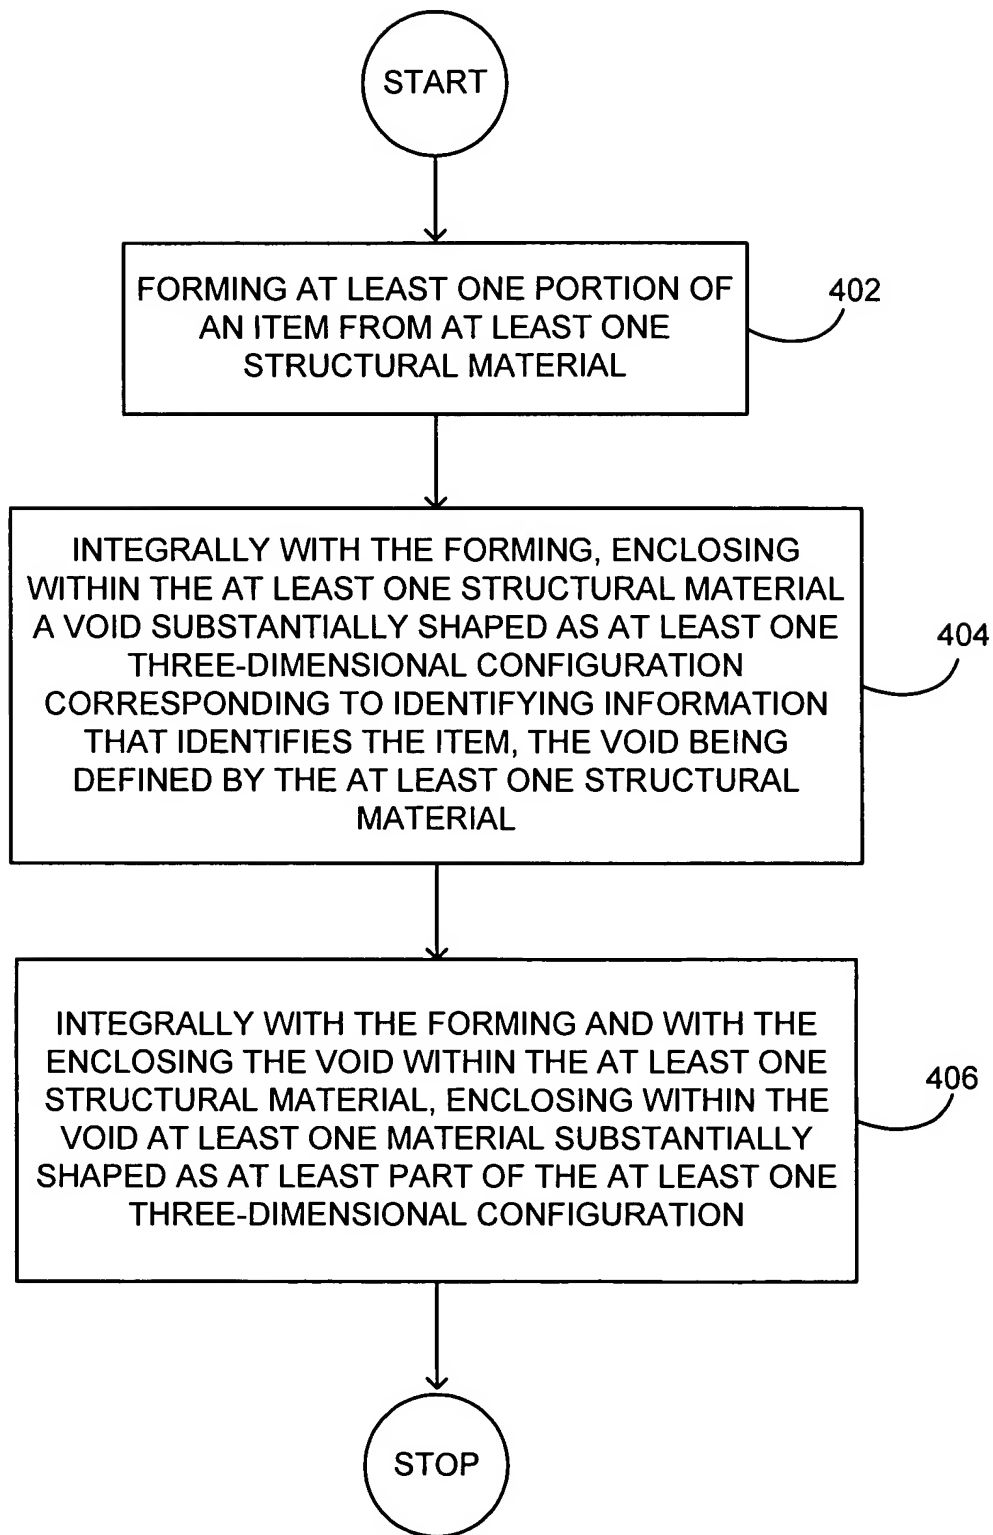 START
FORMING AT LEAST ONE PORTION OF
AN ITEM FROM AT LEAST ONE
STRUCTURAL MATERIAL
402
INTEGRALLY WITH THE FORMING, ENCLOSING
WITHIN THE AT LEAST ONE STRUCTURAL MATERIAL
A VOID SUBSTANTIALLY SHAPED AS AT LEAST ONE
THREE-DIMENSIONAL CONFIGURATION
CORRESPONDING TO IDENTIFYING INFORMATION
THAT IDENTIFIES THE ITEM, THE VOID BEING
DEFINED BY THE AT LEAST ONE STRUCTURAL
MATERIAL
404
INTEGRALLY WITH THE FORMING AND WITH THE
ENCLOSING THE VOID WITHIN THE AT LEAST ONE
STRUCTURAL MATERIAL, ENCLOSING WITHIN THE
VOID AT LEAST ONE MATERIAL SUBSTANTIALLY
SHAPED AS AT LEAST PART OF THE AT LEAST ONE
THREE-DIMENSIONAL CONFIGURATION
406
STOP